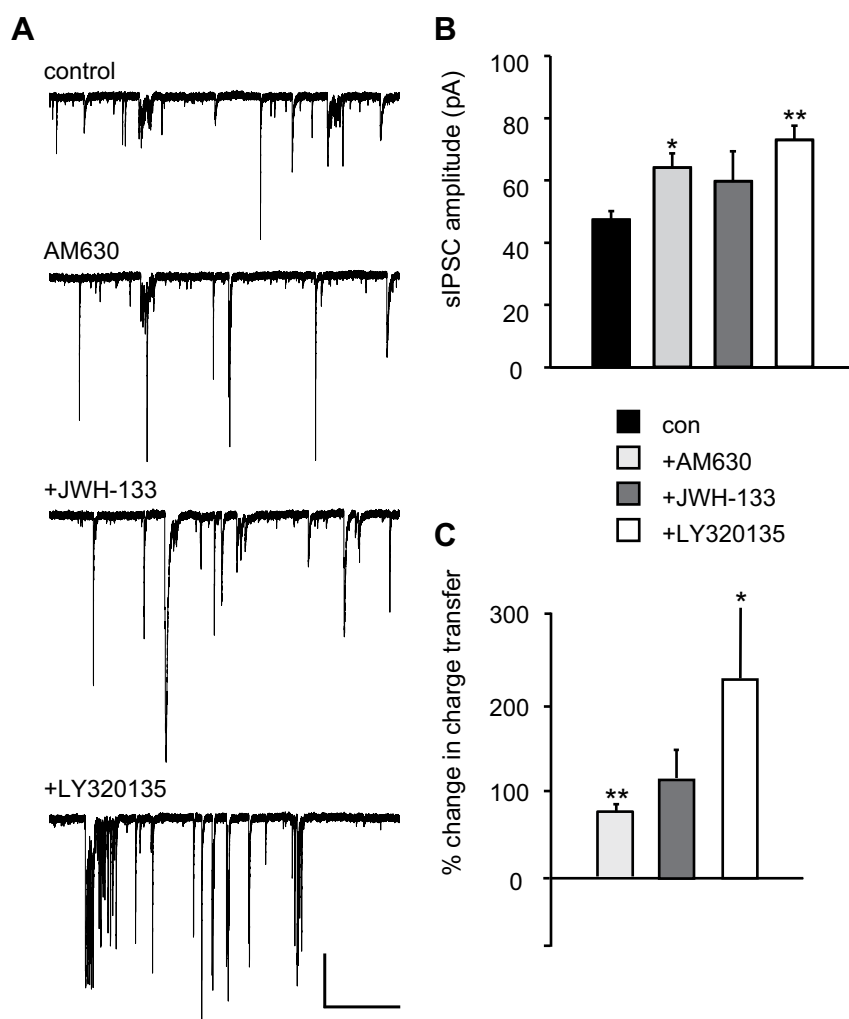 A
control
AM630
+JWH-133
+LY320135
B
sIPSC amplitude (pA)
100
80
60
40
20
0
*
**
con
+AM630
+JWH-133
+LY320135
C
% change in charge transfer
300
200
100
0
**
*